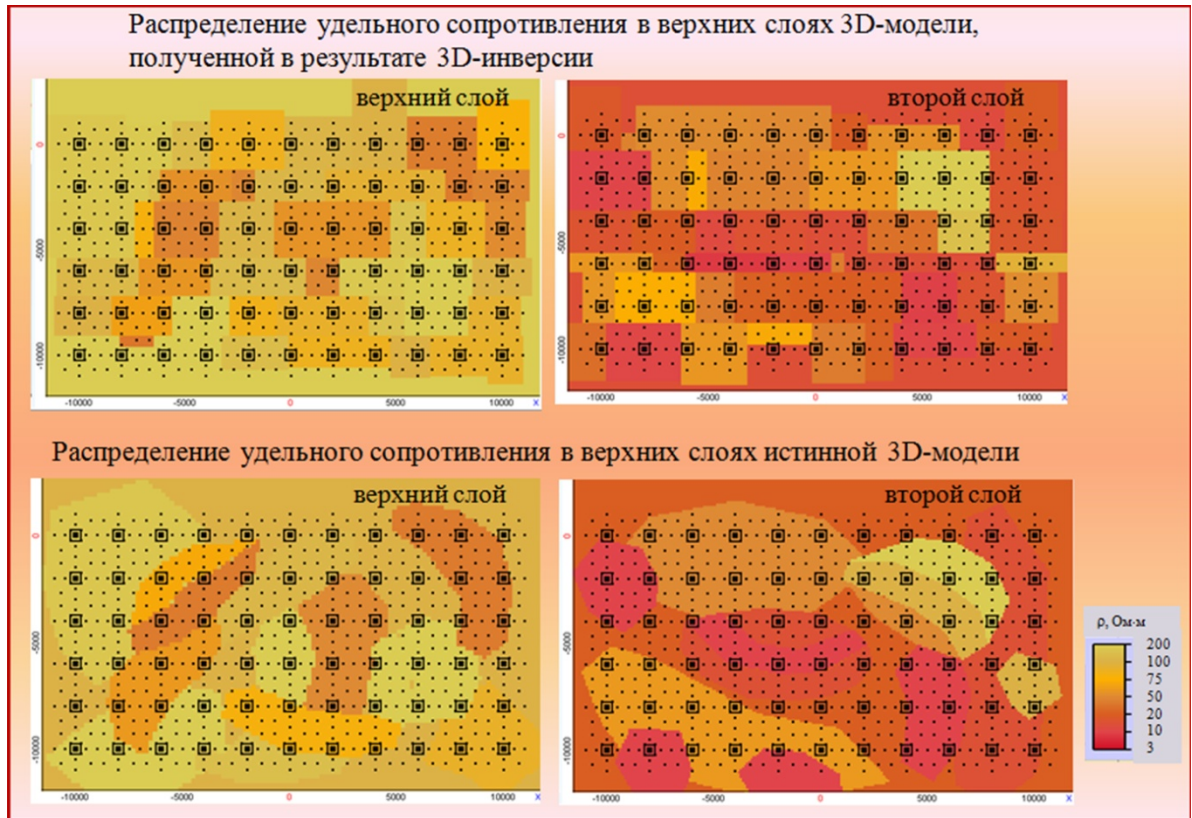 Распределение удельного сопротивления в верхних слоях 3D-модели,
полученной в результате 3D-инверсии
верхний слой
второй слой
0
-5000
-10000
-10000 -5000 0 5000 10000 X
0
-5000
-10000
-10000 -5000 0 5000 10000 X
Распределение удельного сопротивления в верхних слоях истинной 3D-модели
верхний слой
второй слой
0
-5000
-10000
-10000 -5000 0 5000 10000 X
0
-5000
-10000
-10000 -5000 0 5000 10000 X
ρ, Ом·м
200
100
75
50
20
10
3